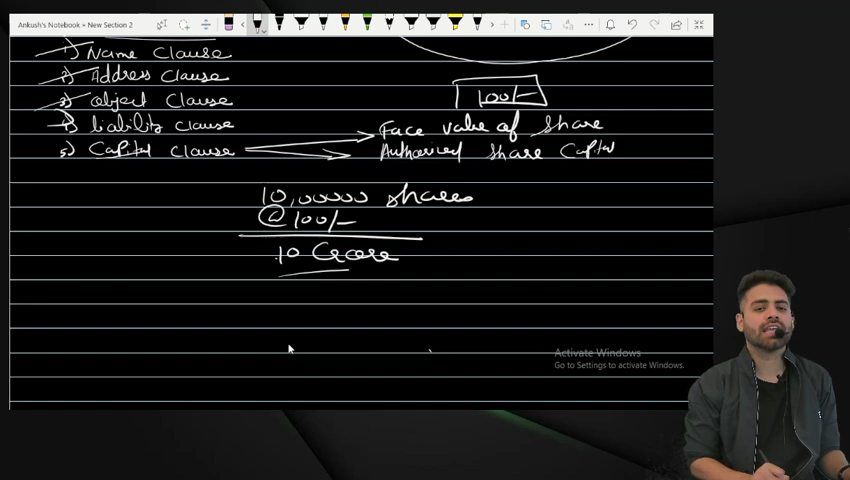 Ankush's Notebook » New Section 2
1) Name Clause
2) Address Clause
3) Object Clause
4) liability Clause
5) Capital Clause
100/-
Face value of Share
Authorised Share Capital
10,00000 shares
@ 100/-
10 Crore
Activate Windows
Go to Settings to activate Windows.